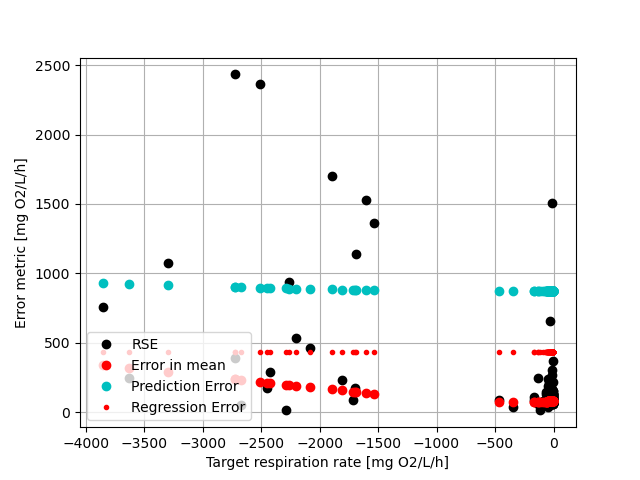 2500
2000
1500
1000
500
0
Error metric [mg O2/L/h]
RSE
Error in mean
Prediction Error
Regression Error
−4000 −3500 −3000 −2500 −2000 −1500 −1000 −500 0
Target respiration rate [mg O2/L/h]